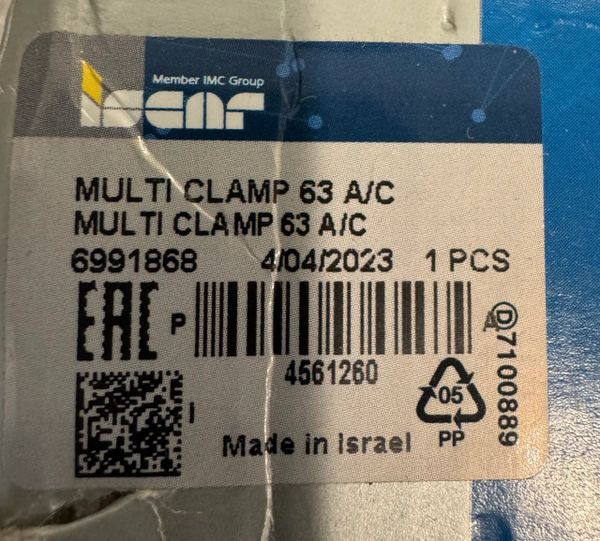 Member IMC Group
iscar
MULTI CLAMP 63 A/C
MULTI CLAMP 63 A/C
6991868 4/04/2023 1 PCS
EAC P A
4561260
D7100889
05
PP
Made in Israel